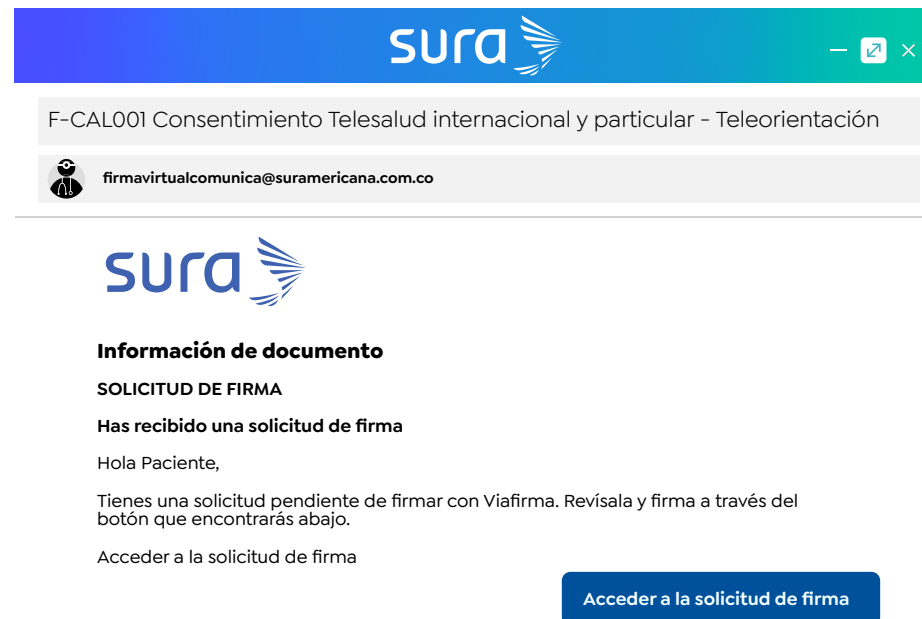 sura
F-CAL001 Consentimiento Telesalud internacional y particular - Teleorientación
firmavirtualcomunica@suramericana.com.co
sura
Información de documento
SOLICITUD DE FIRMA
Has recibido una solicitud de firma
Hola Paciente,
Tienes una solicitud pendiente de firmar con Viafirma. Revísala y firma a través del
botón que encontrarás abajo.
Acceder a la solicitud de firma
Acceder a la solicitud de firma